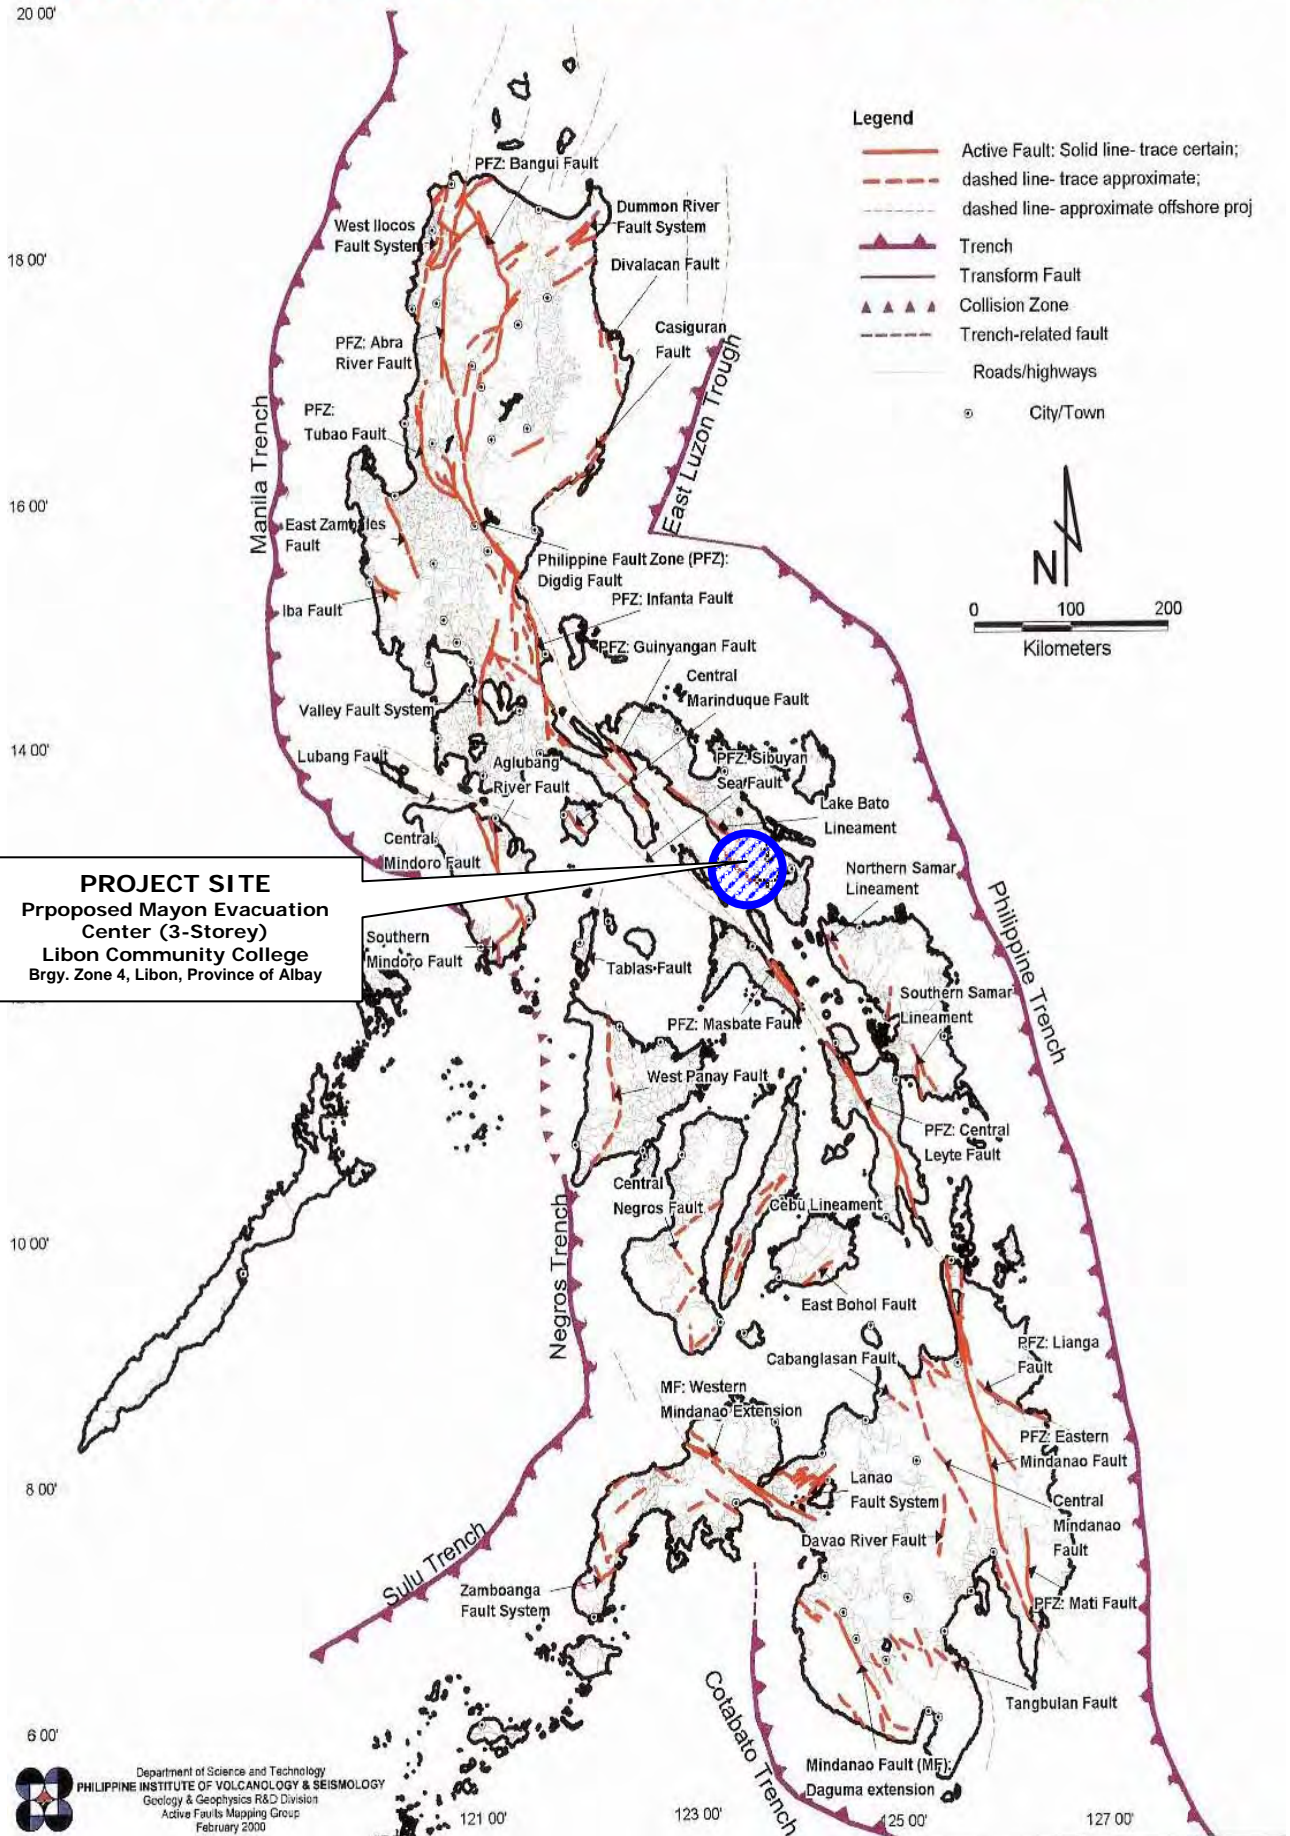 20 00'
Legend
Active Fault: Solid line- trace certain;
dashed line- trace approximate;
dashed line- approximate offshore proj
Trench
Transform Fault
Collision Zone
Trench-related fault
Roads/highways
City/Town
PFZ: Bangui Fault
West Ilocos
Fault System
Dummon River
Fault System
18 00'
Divalacan Fault
Casiguran
Fault
PFZ: Abra
River Fault
East Luzon Trough
Manila Trench
PFZ:
Tubao Fault
16 00'
East Zambales
Fault
Philippine Fault Zone (PFZ):
Digdig Fault
Iba Fault
PFZ: Infanta Fault
N
0 100 200
Kilometers
PFZ: Guinyangan Fault
Central
Marinduque Fault
Valley Fault System
14 00'
Lubang Fault
Aglubang
River Fault
PFZ: Sibuyan
Sea Fault
Lake Bato
Lineament
Central
Mindoro Fault
Northern Samar
Lineament
PROJECT SITE
Prpoposed Mayon Evacuation
Center (3-Storey)
Libon Community College
Brgy. Zone 4, Libon, Province of Albay
Philippine Trench
Southern
Mindoro Fault
Tablas Fault
Southern Samar
Lineament
PFZ: Masbate Fault
West Panay Fault
PFZ: Central
Leyte Fault
Central
Negros Fault
Cebu Lineament
10 00'
Negros Trench
East Bohol Fault
PFZ: Lianga
Fault
Cabanglasan Fault
MF: Western
Mindanao Extension
PFZ: Eastern
Mindanao Fault
8 00'
Lanao
Fault System
Central
Mindanao
Fault
Davao River Fault
Sulu Trench
Zamboanga
Fault System
PFZ: Mati Fault
Cotabato Trench
Tangbulan Fault
6 00'
Mindanao Fault (MF):
Daguma extension
Department of Science and Technology
PHILIPPINE INSTITUTE OF VOLCANOLOGY & SEISMOLOGY
Geology & Geophysics R&D Division
Active Faults Mapping Group
February 2000
121 00'
123 00'
125 00'
127 00'